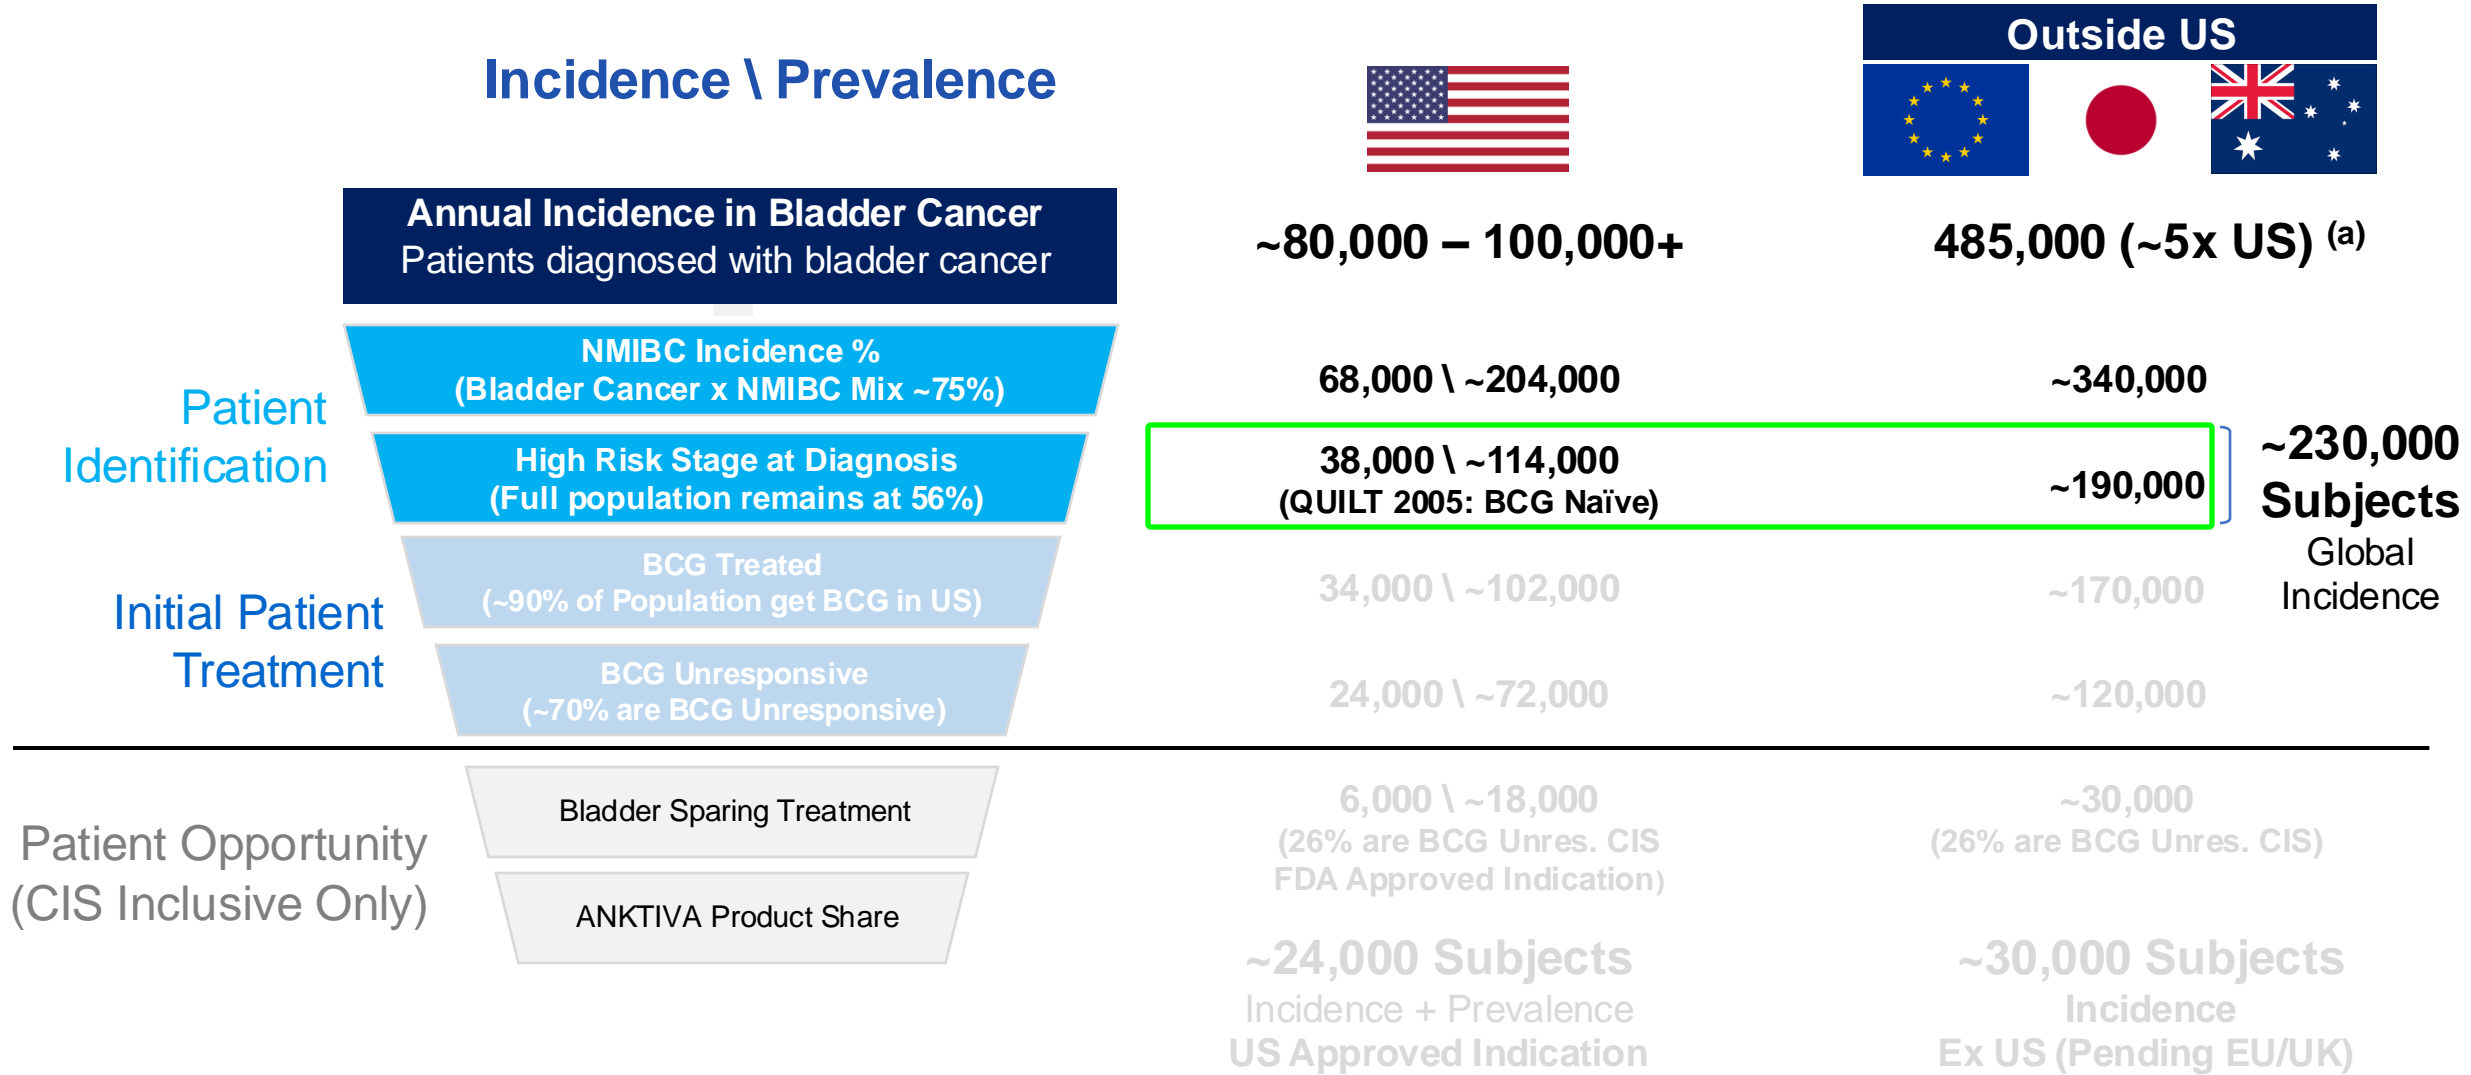 Incidence \ Prevalence
Outside US
Annual Incidence in Bladder Cancer
Patients diagnosed with bladder cancer
~80,000 – 100,000+
485,000 (~5x US) (a)
Patient
Identification
NMIBC Incidence %
(Bladder Cancer x NMIBC Mix ~75%)
68,000 \ ~204,000
~340,000
High Risk Stage at Diagnosis
(Full population remains at 56%)
38,000 \ ~114,000
(QUILT 2005: BCG Naïve)
~190,000
~230,000
Subjects
Global
Incidence
Initial Patient
Treatment
BCG Treated
(~90% of Population get BCG in US)
34,000 \ ~102,000
~170,000
BCG Unresponsive
(~70% are BCG Unresponsive)
24,000 \ ~72,000
~120,000
Patient Opportunity
(CIS Inclusive Only)
Bladder Sparing Treatment
6,000 \ ~18,000
(26% are BCG Unres. CIS
FDA Approved Indication)
~30,000
(26% are BCG Unres. CIS)
ANKTIVA Product Share
~24,000 Subjects
Incidence + Prevalence
US Approved Indication
~30,000 Subjects
Incidence
Ex US (Pending EU/UK)